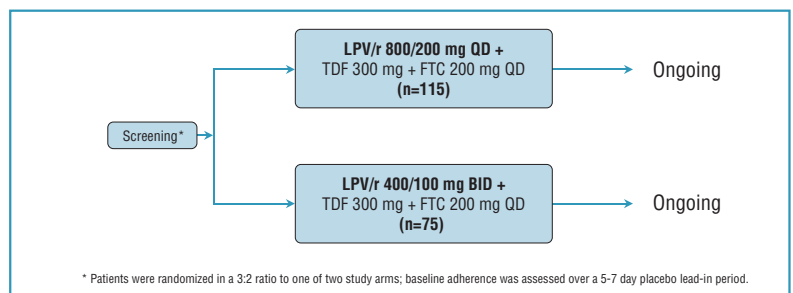 LPV/r 800/200 mg QD +
TDF 300 mg + FTC 200 mg QD
(n=115)
Ongoing
Screening*
LPV/r 400/100 mg BID +
TDF 300 mg + FTC 200 mg QD
(n=75)
Ongoing
* Patients were randomized in a 3:2 ratio to one of two study arms; baseline adherence was assessed over a 5-7 day placebo lead-in period.